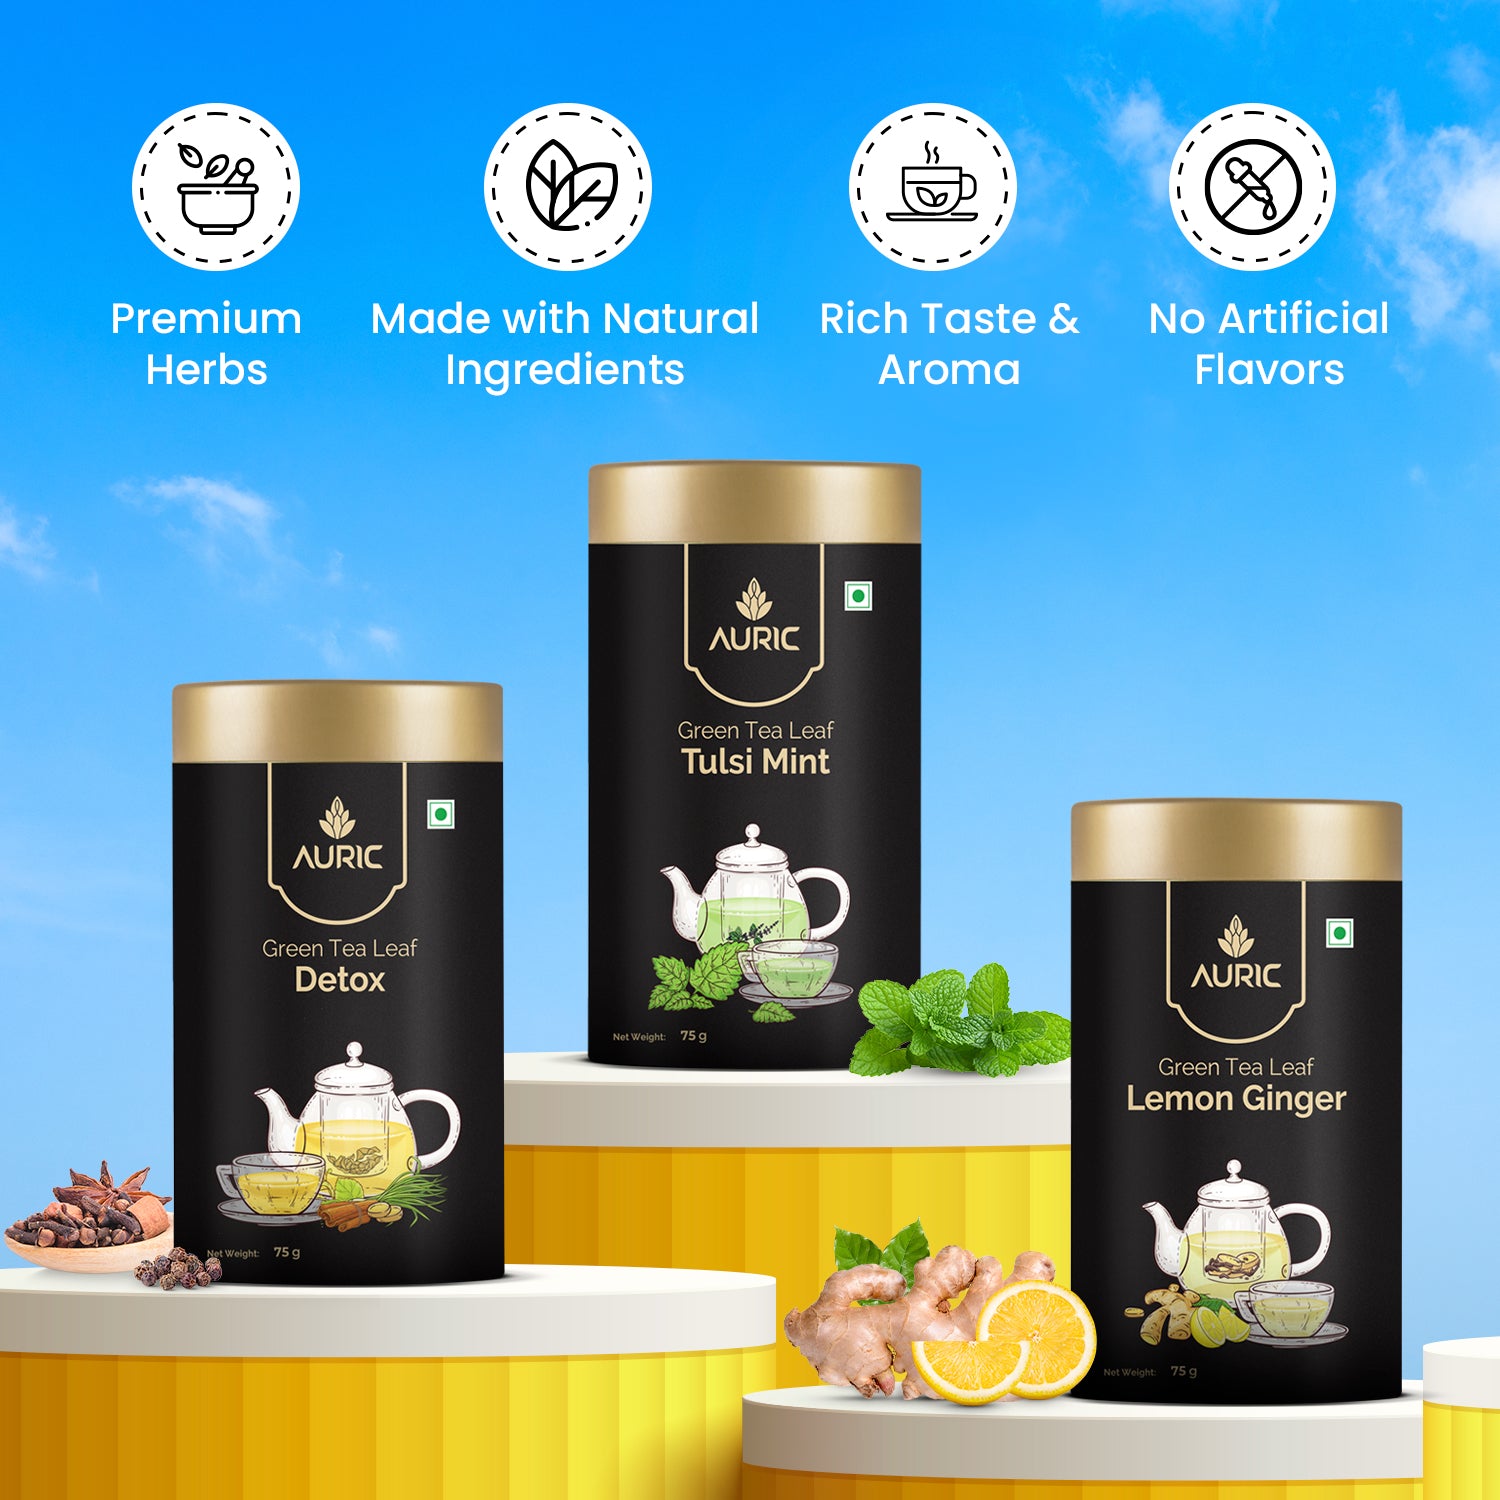 Premium
Herbs
Made with Natural
Ingredients
Rich Taste &
Aroma
No Artificial
Flavors
AURIC
Green Tea Leaf
Detox
Net Weight: 75 g
AURIC
Green Tea Leaf
Tulsi Mint
Net Weight: 75 g
AURIC
Green Tea Leaf
Lemon Ginger
Net Weight: 75 g